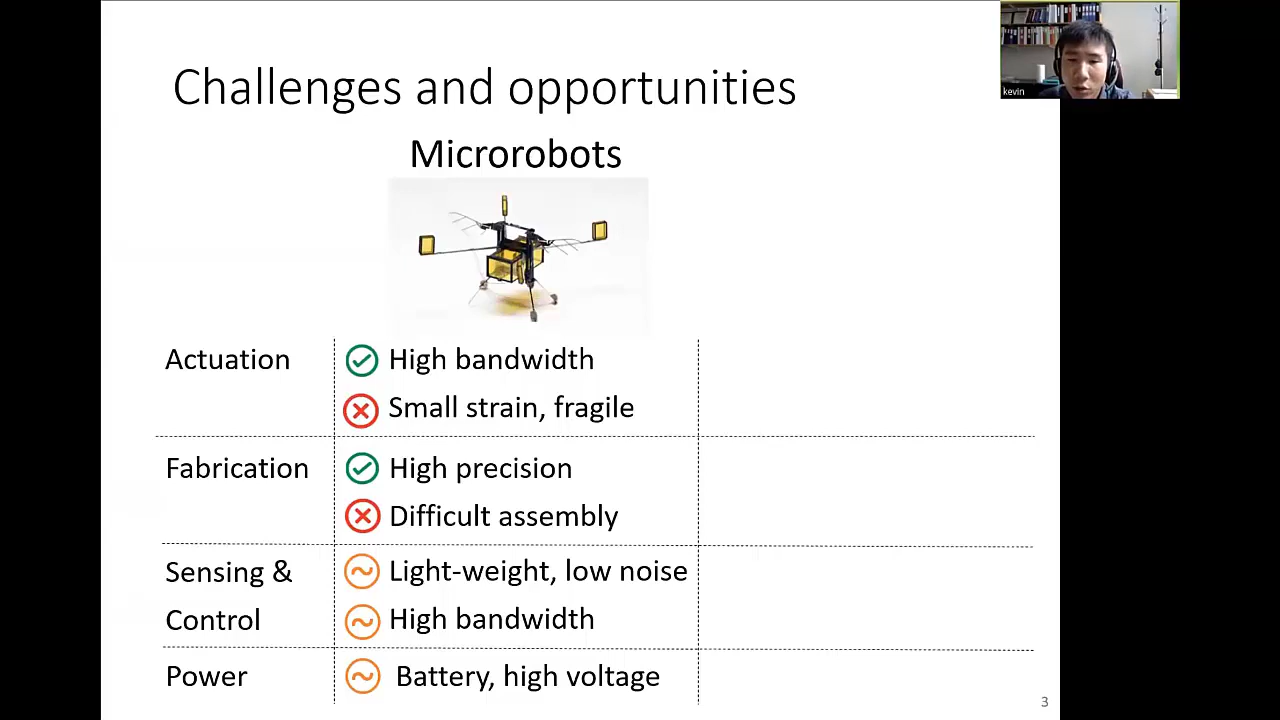 Challenges and opportunities
kevin
Microrobots
Actuation
High bandwidth
Small strain, fragile
Fabrication
High precision
Difficult assembly
Sensing &
Control
Light-weight, low noise
High bandwidth
Power
Battery, high voltage
3